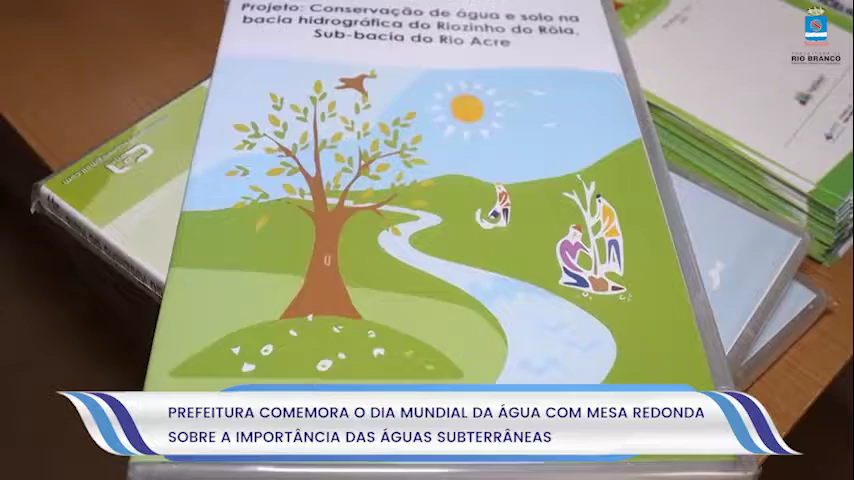 Projeto: Conservação de água e solo na
bacia hidrográfica do Riozinho do Rôla.
Sub-bacia do Rio Acre
RIO BRANCO
PREFEITURA COMEMORA O DIA MUNDIAL DA ÁGUA COM MESA REDONDA
SOBRE A IMPORTÂNCIA DAS ÁGUAS SUBTERRÂNEAS